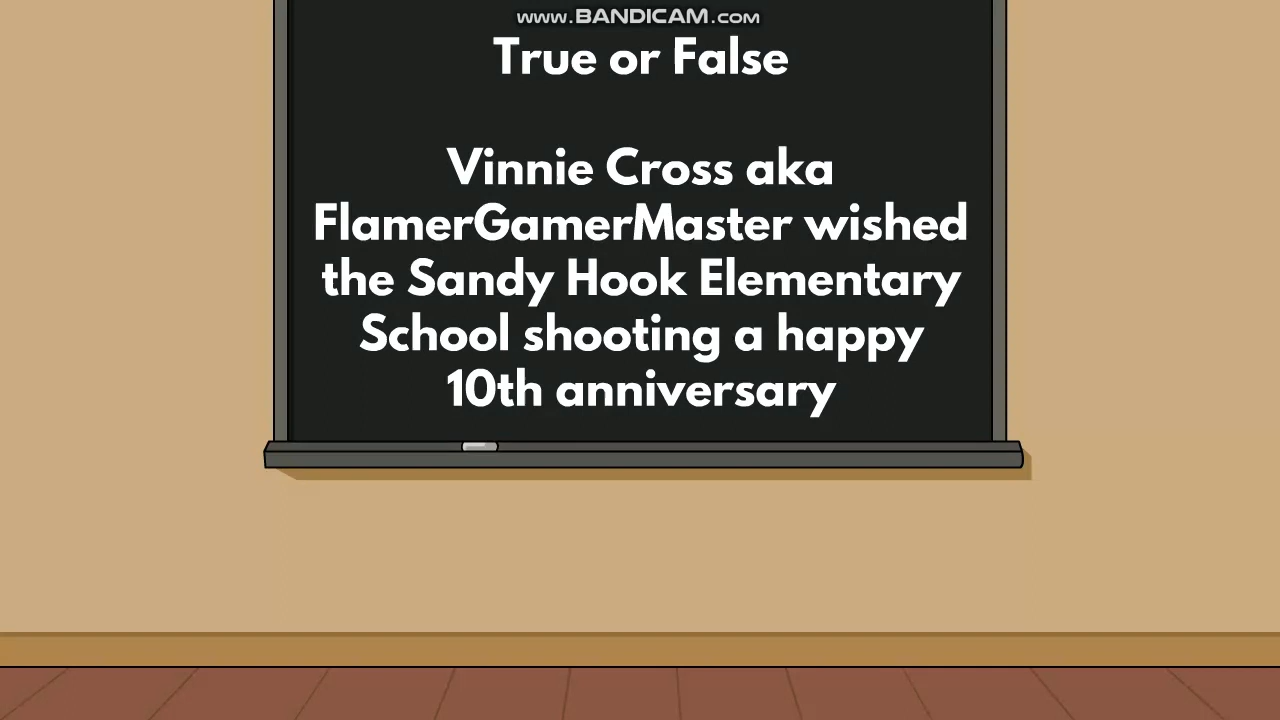 www.BANDICAM.com
True or False
Vinnie Cross aka
FlamerGamerMaster wished
the Sandy Hook Elementary
School shooting a happy
10th anniversary